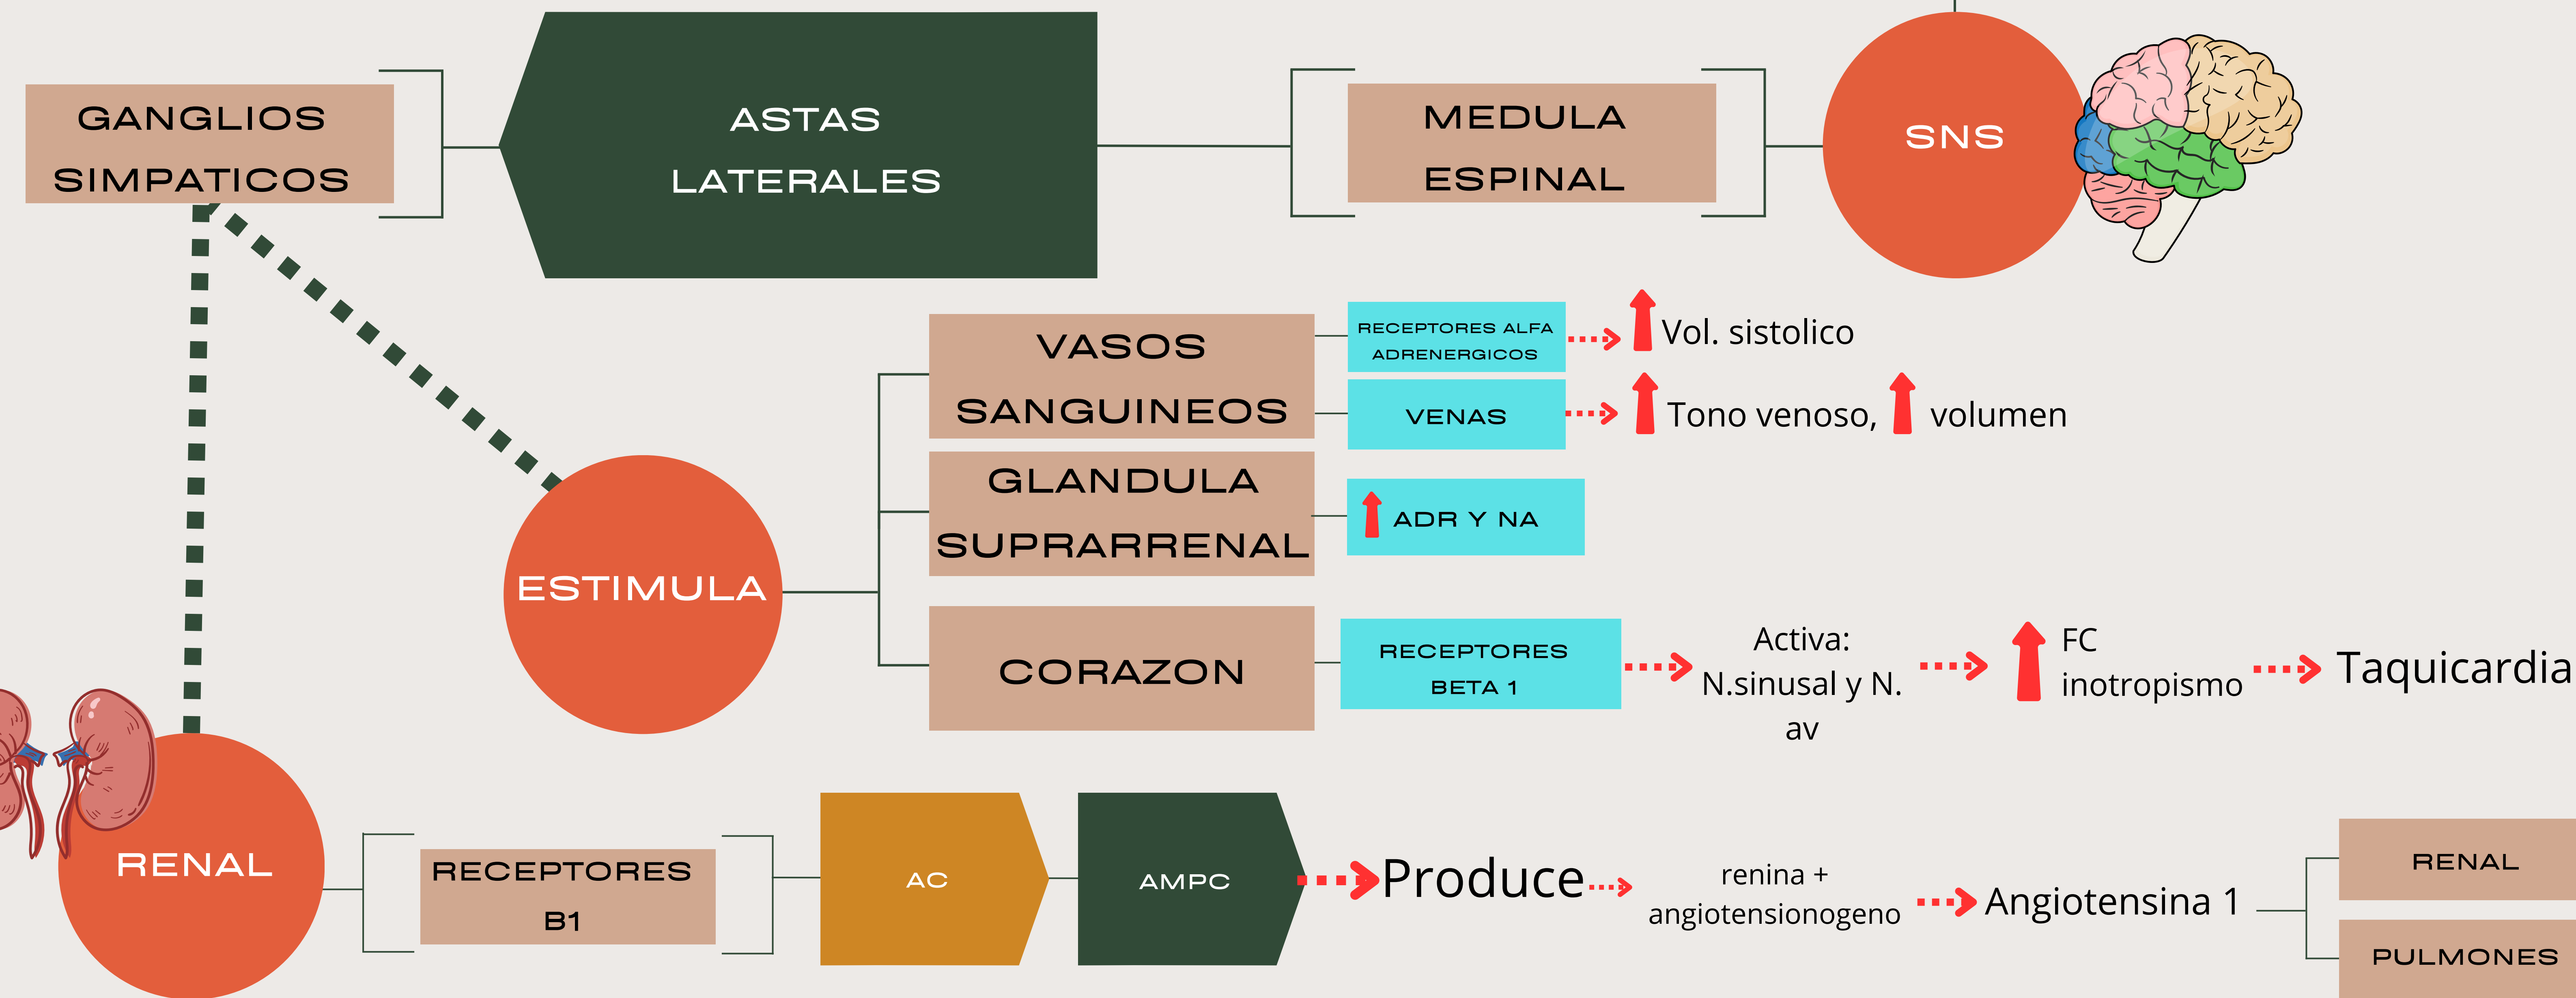 GANGLIOS
SIMPATICOS
ASTAS
LATERALES
MEDULA
ESPINAL
SNS
VASOS
SANGUINEOS
RECEPTORES ALFA
ADRENERGICOS
Vol. sistolico
VENAS
Tono venoso, volumen
GLANDULA
SUPRARRENAL
ADR Y NA
ESTIMULA
CORAZON
RECEPTORES
BETA 1
Activa:
N.sinusal y N.
av
FC
inotropismo
Taquicardia
RENAL
RECEPTORES
B1
AC
AMPC
Produce
renina +
angiotensionogeno
Angiotensina 1
RENAL
PULMONES